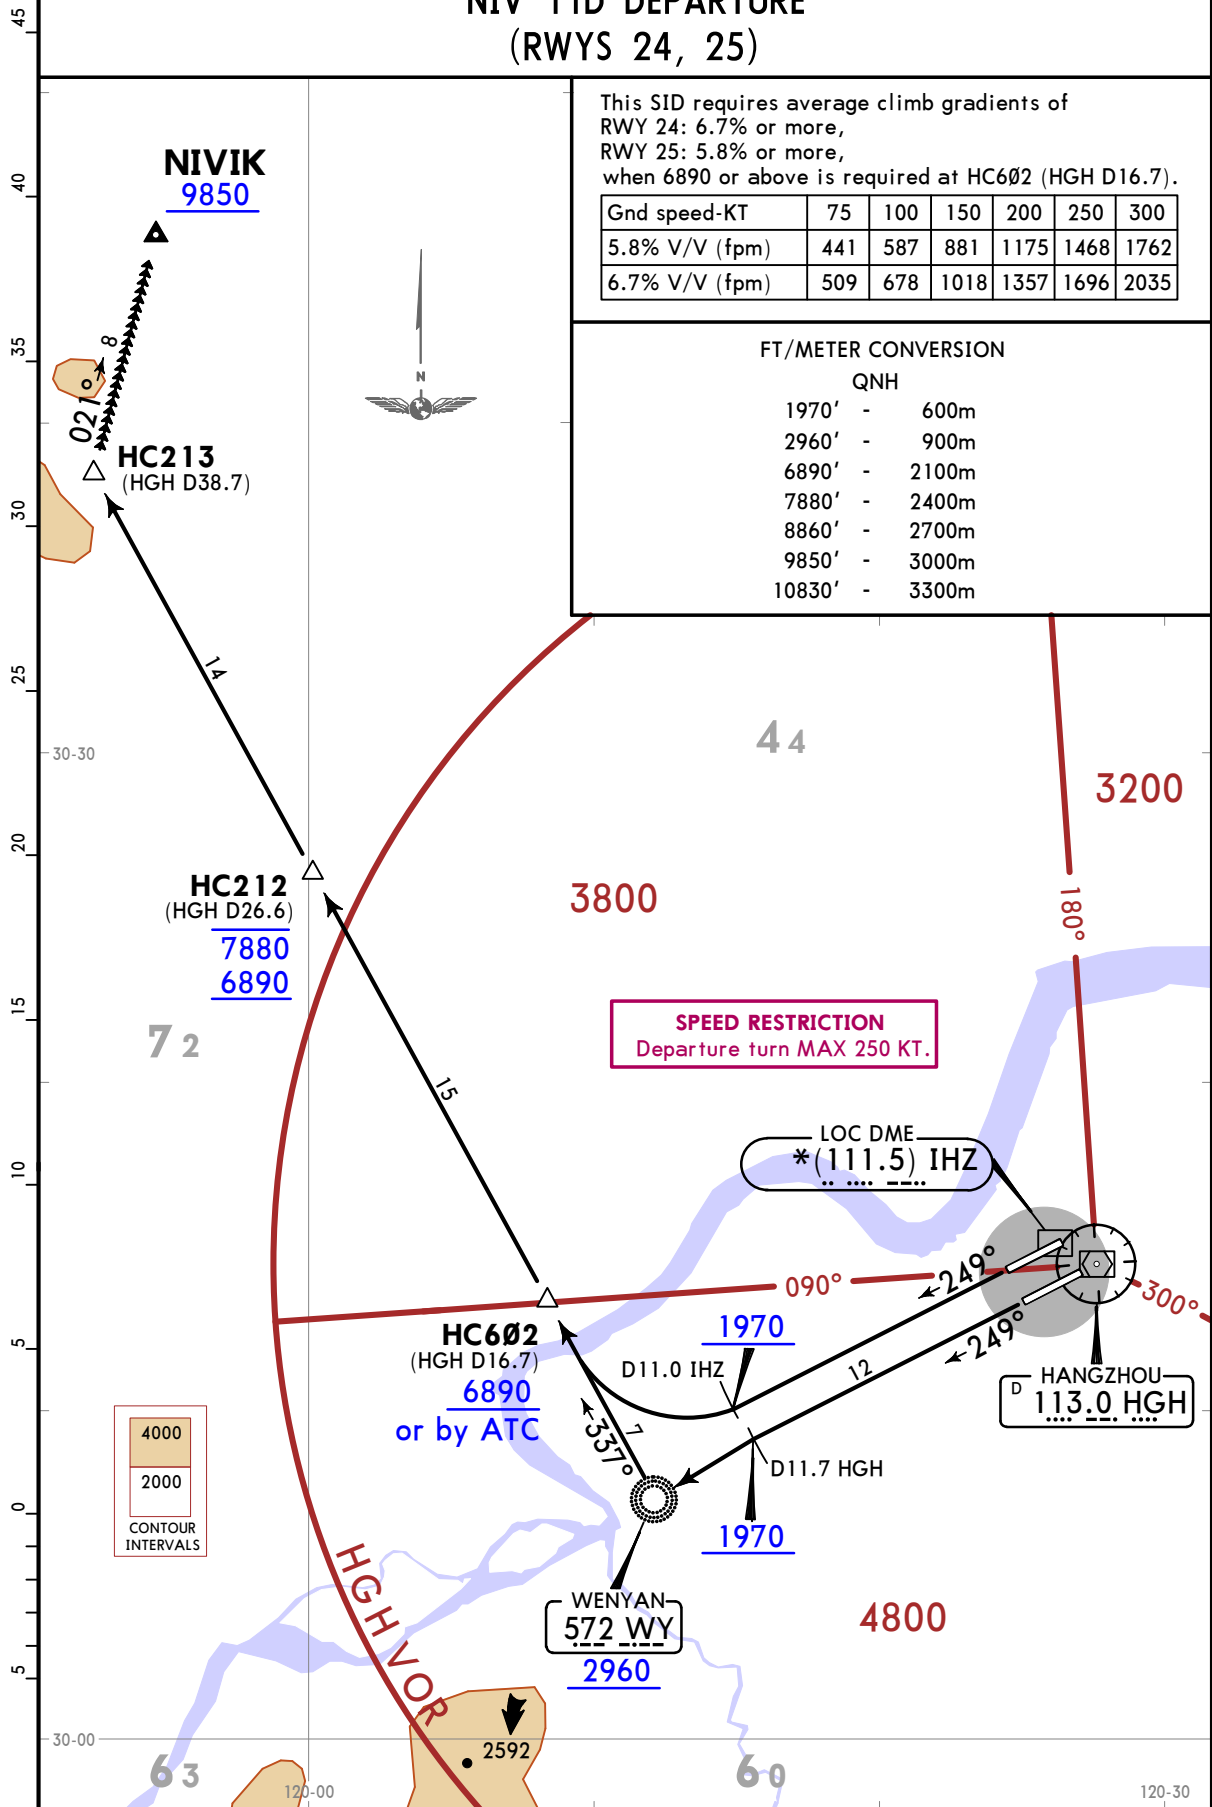 NIV 11D DEPARTURE
(RWYS 24, 25)
This SID requires average climb gradients of
RWY 24: 6.7% or more,
RWY 25: 5.8% or more,
when 6890 or above is required at HC6Ø2 (HGH D16.7).
Gnd speed-KT 75 100 150 200 250 300
5.8% V/V (fpm) 441 587 881 1175 1468 1762
6.7% V/V (fpm) 509 678 1018 1357 1696 2035
FT/METER CONVERSION
QNH
1970' - 600m
2960' - 900m
6890' - 2100m
7880' - 2400m
8860' - 2700m
9850' - 3000m
10830' - 3300m
45
40
35
30
25
20
15
10
5
0
5
NIVIK
9850
8
021
N
HC213
(HGH D38.7)
14
30-30
44
3200
3800
180°
HC212
(HGH D26.6)
7880
6890
72
SPEED RESTRICTION
Departure turn MAX 250 KT.
15
LOC DME
*(111.5) IHZ
249°
090°
300°
249°
HC6Ø2
(HGH D16.7)
6890
or by ATC
1970
D11.0 IHZ
12
HANGZHOU
D 113.0 HGH
7
337°
D11.7 HGH
1970
4000
2000
CONTOUR
INTERVALS
HGH VOR
WENYAN
572 WY
2960
4800
30-00
2592
63
60
120-00
120-30